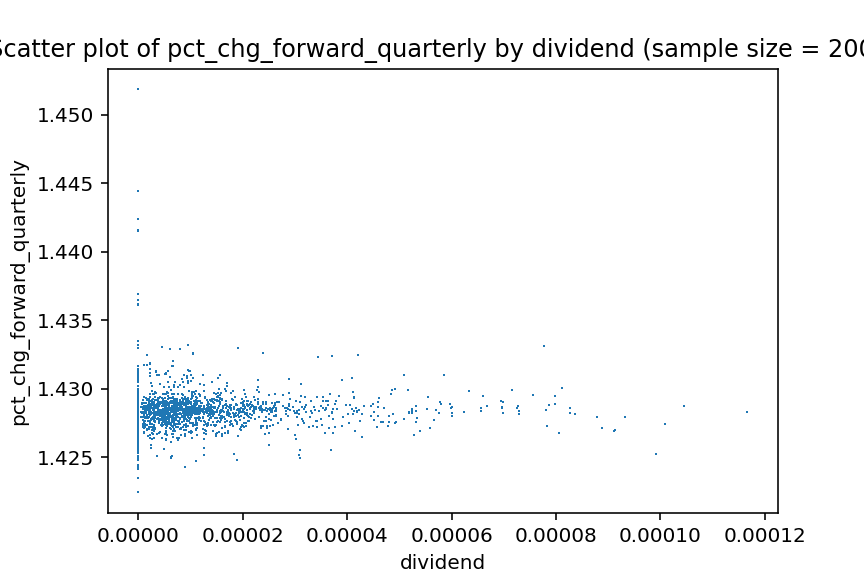 Scatter plot of pct_chg_forward_quarterly by dividend (sample size = 200
1.450
1.445
1.440
1.435
1.430
1.425
pct_chg_forward_quarterly
0.00000 0.00002 0.00004 0.00006 0.00008 0.00010 0.00012
dividend